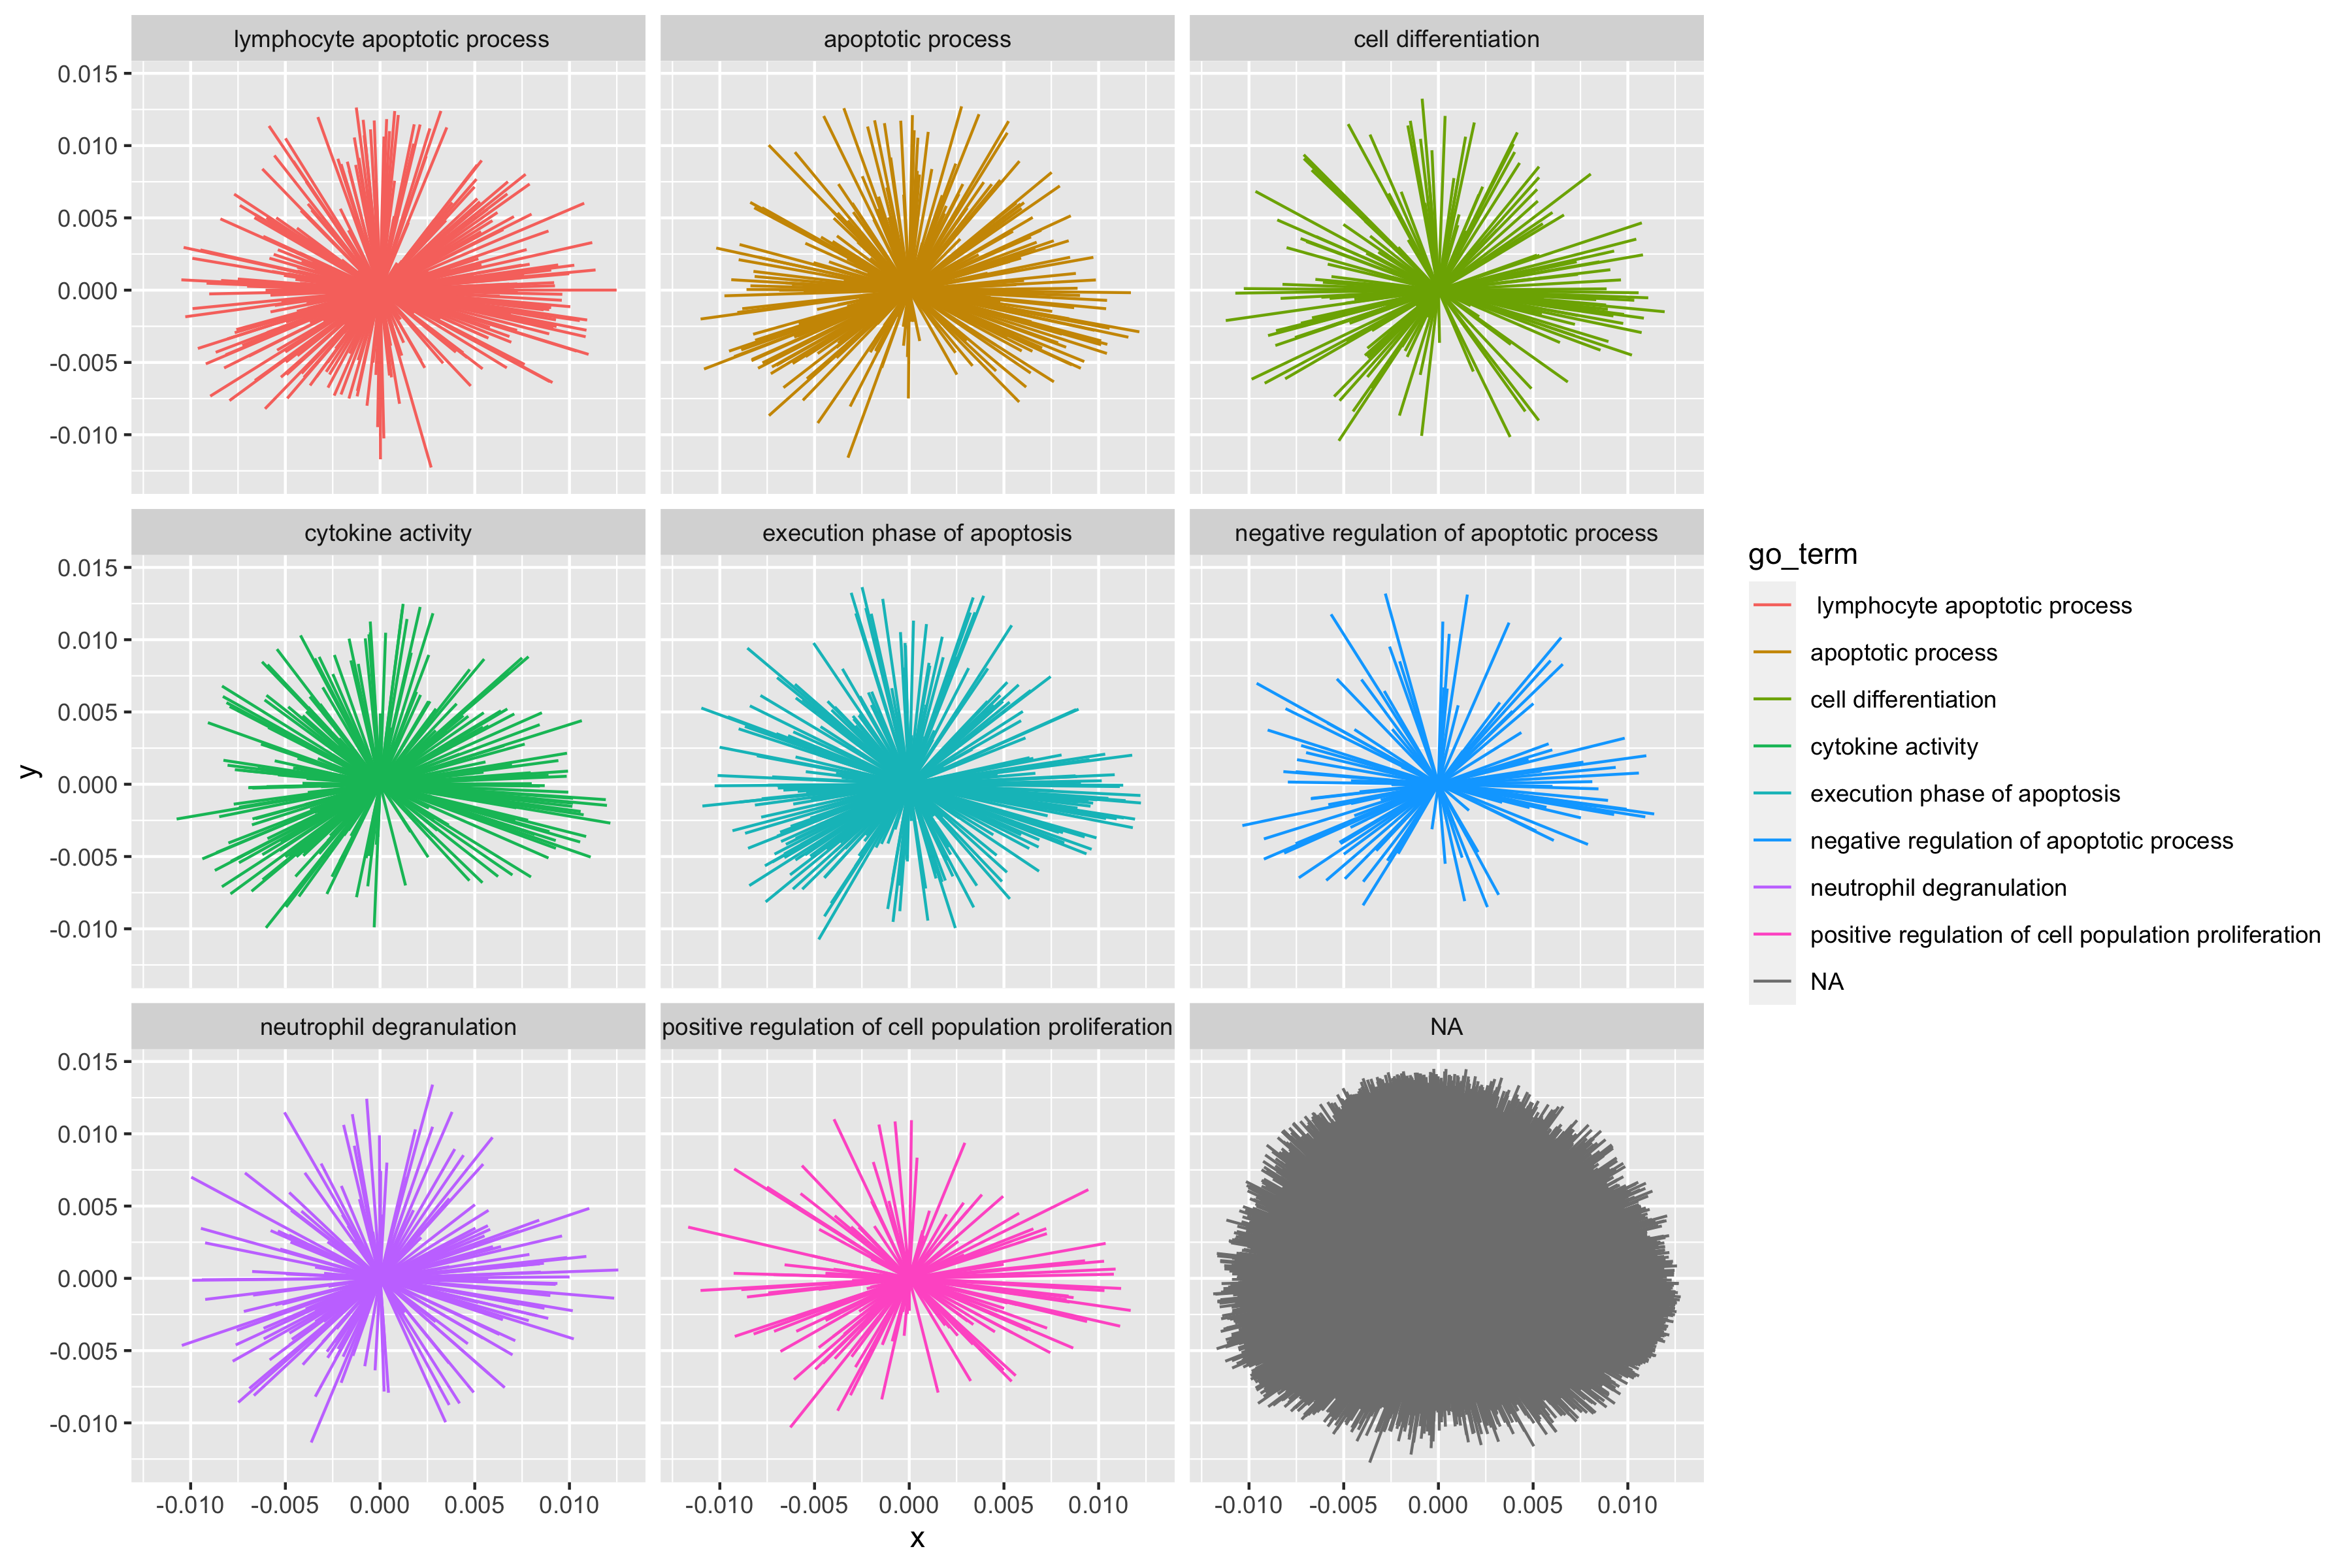 lymphocyte apoptotic process
apoptotic process
cell differentiation
0.015
0.010
0.005
0.000
-0.005
-0.010
cytokine activity
execution phase of apoptosis
negative regulation of apoptotic process
0.015
0.010
0.005
0.000
-0.005
-0.010
neutrophil degranulation
positive regulation of cell population proliferation
NA
0.015
0.010
0.005
0.000
-0.005
-0.010
-0.010 -0.005 0.000 0.005 0.010
-0.010 -0.005 0.000 0.005 0.010
-0.010 -0.005 0.000 0.005 0.010
x
y
go_term
lymphocyte apoptotic process
apoptotic process
cell differentiation
cytokine activity
execution phase of apoptosis
negative regulation of apoptotic process
neutrophil degranulation
positive regulation of cell population proliferation
NA